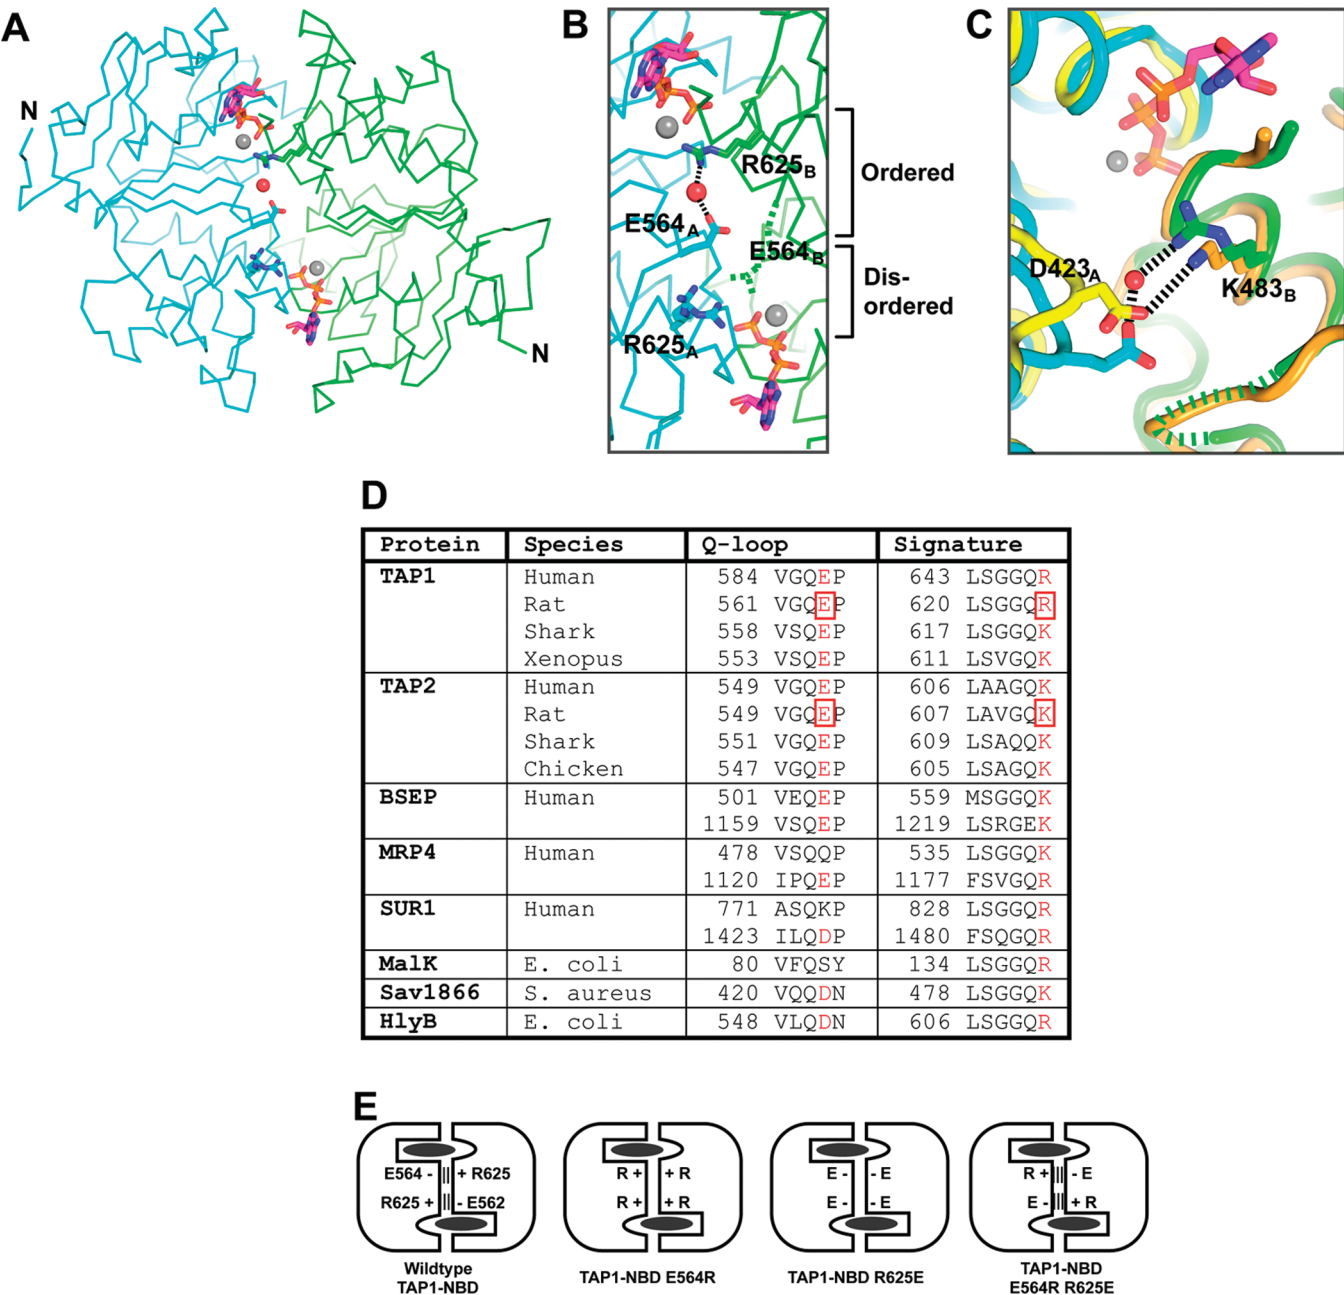 A
B
C
N
N
R625B
E564A
E564B
R625A
Ordered
Dis-
ordered
D423A
K483B
D
Protein Species Q-loop Signature
TAP1 Human 584 VGQEP 643 LSGGQR
Rat 561 VGQEP 620 LSGGQR
Shark 558 VSQEP 617 LSGGQK
Xenopus 553 VSQEP 611 LSVGQK
TAP2 Human 549 VGQEP 606 LAAGQK
Rat 549 VGQEP 607 LAVGQK
Shark 551 VGQEP 609 LSAQQK
Chicken 547 VGQEP 605 LSAGQK
BSEP Human 501 VEQEP 559 MSGGQK
1159 VSQEP 1219 LSRGEK
MRP4 Human 478 VSQQP 535 LSGGQK
1120 IPQEP 1177 FSVGQR
SUR1 Human 771 ASQKP 828 LSGGQR
1423 ILQDP 1480 FSQGQR
MalK E. coli 80 VFQSY 134 LSGGQR
Sav1866 S. aureus 420 VQQDN 478 LSGGQK
HlyB E. coli 548 VLQDN 606 LSGGQR
E
E564 - + R625
R625 + - E562
Wildtype
TAP1-NBD
R + + R
R + + R
TAP1-NBD E564R
E - - E
E - - E
TAP1-NBD R625E
R + - E
E - + R
TAP1-NBD
E564R R625E